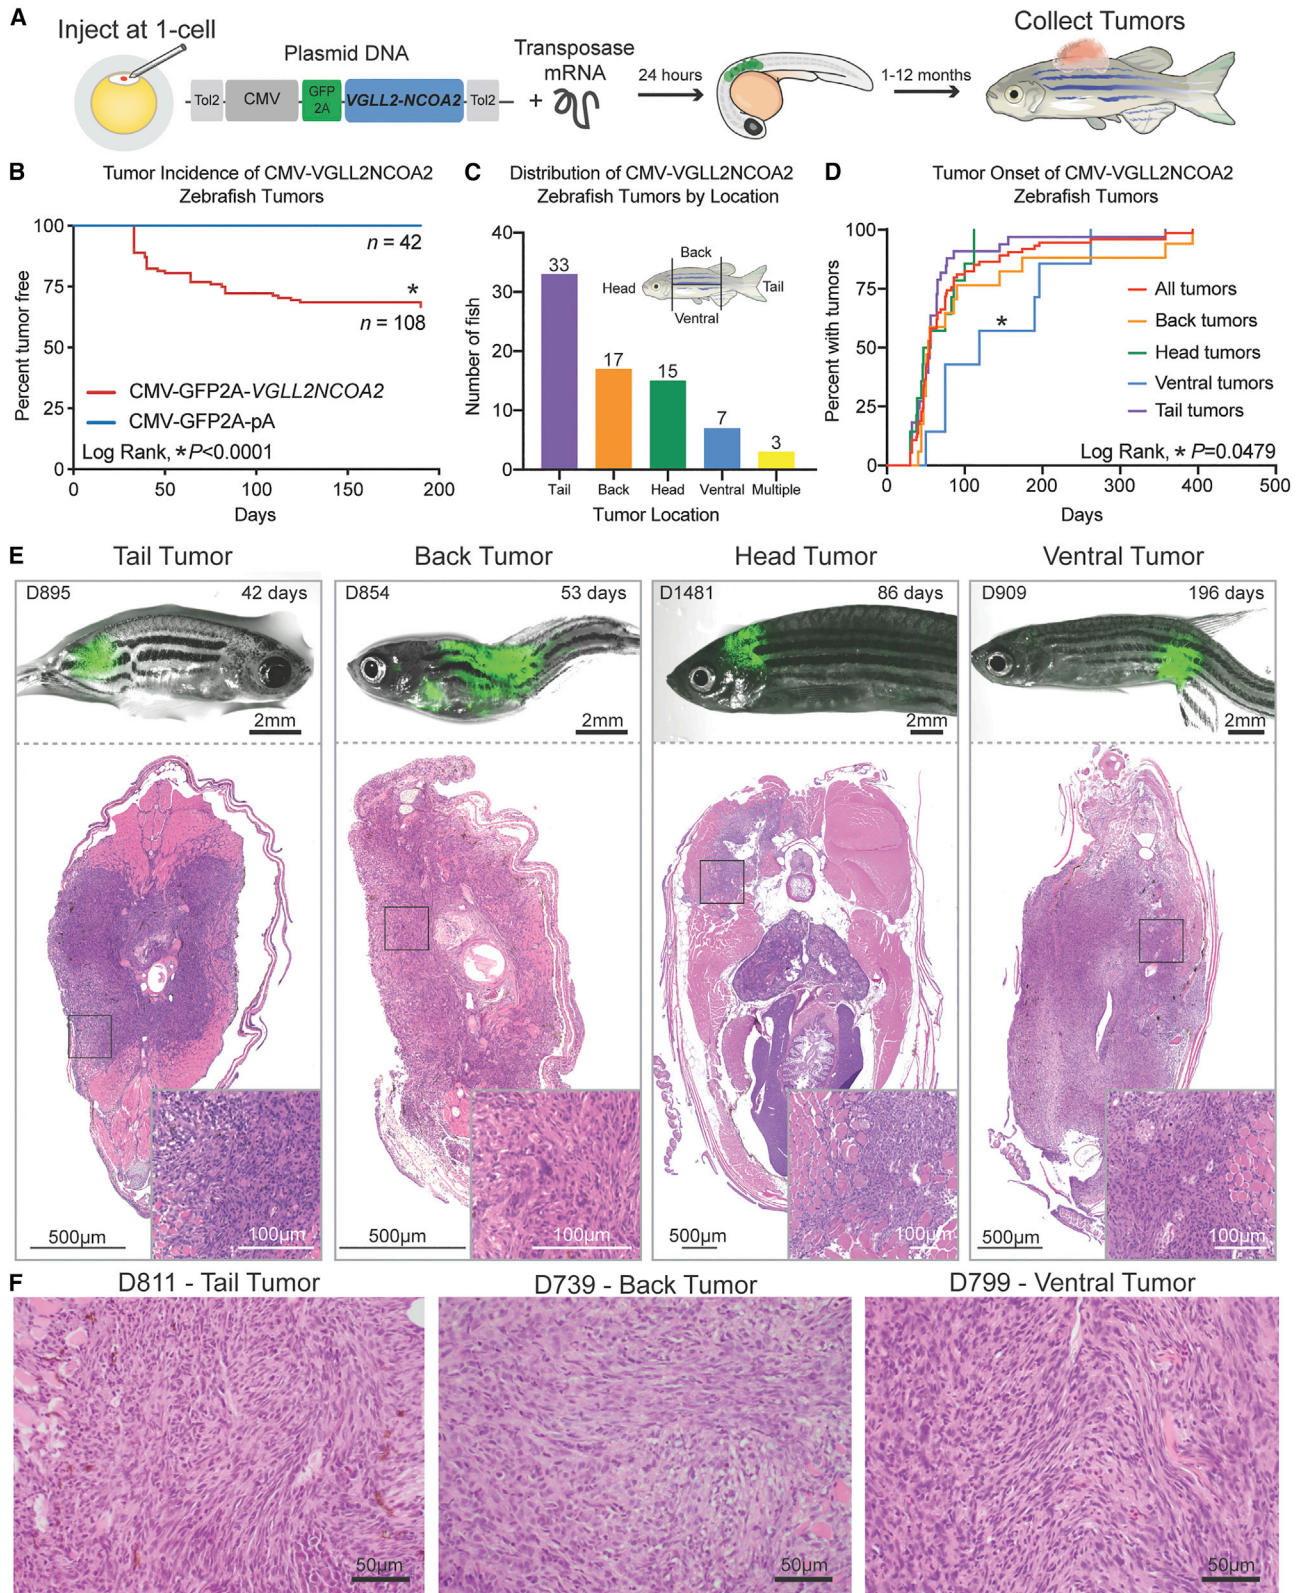 A
Inject at 1-cell
Plasmid DNA
Tol2
CMV
GFP
2A
VGLL2-NCOA2
Tol2
+
Transposase
mRNA
24 hours
1-12 months
Collect Tumors
B
Tumor Incidence of CMV-VGLL2NCOA2
Zebrafish Tumors
Percent tumor free
100
75
50
25
0
n = 42
*
n = 108
CMV-GFP2A-VGLL2NCOA2
CMV-GFP2A-pA
Log Rank, * P<0.0001
0 50 100 150 200
Days
C
Distribution of CMV-VGLL2NCOA2
Zebrafish Tumors by Location
Number of fish
40
30
20
10
0
33
17
15
7
3
Back
Head
Tail
Ventral
Tail Back Head Ventral Multiple
Tumor Location
D
Tumor Onset of CMV-VGLL2NCOA2
Zebrafish Tumors
Percent with tumors
100
75
50
25
0
*
All tumors
Back tumors
Head tumors
Ventral tumors
Tail tumors
Log Rank, * P=0.0479
0 100 200 300 400 500
Days
E
Tail Tumor
D895 42 days
2mm
500µm
100µm
Back Tumor
D854 53 days
2mm
500µm
100µm
Head Tumor
D1481 86 days
2mm
500µm
100µm
Ventral Tumor
D909 196 days
2mm
500µm
100µm
F
D811 - Tail Tumor
50µm
D739 - Back Tumor
50µm
D799 - Ventral Tumor
50µm